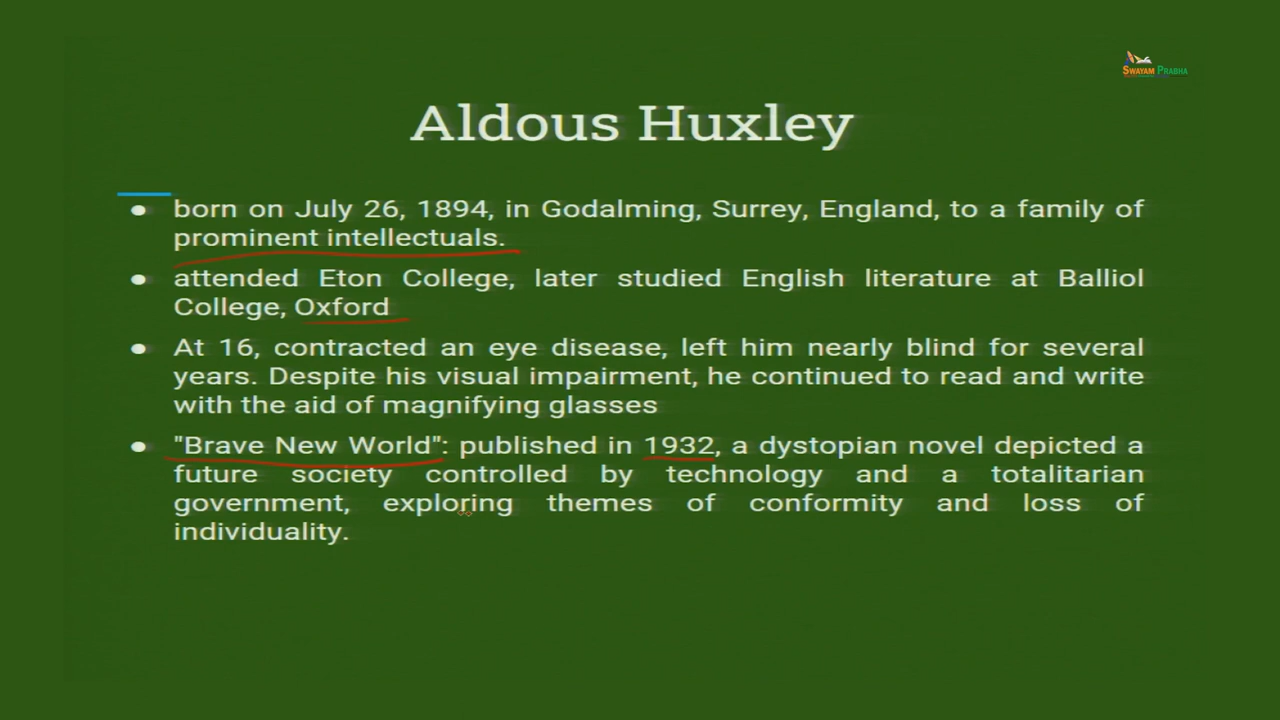 SWAYAM PRABHA
Aldous Huxley
● born on July 26, 1894, in Godalming, Surrey, England, to a family of
prominent intellectuals.
● attended Eton College, later studied English literature at Balliol
College, Oxford
● At 16, contracted an eye disease, left him nearly blind for several
years. Despite his visual impairment, he continued to read and write
with the aid of magnifying glasses
● "Brave New World": published in 1932, a dystopian novel depicted a
future society controlled by technology and a totalitarian
government, exploring themes of conformity and loss of
individuality.